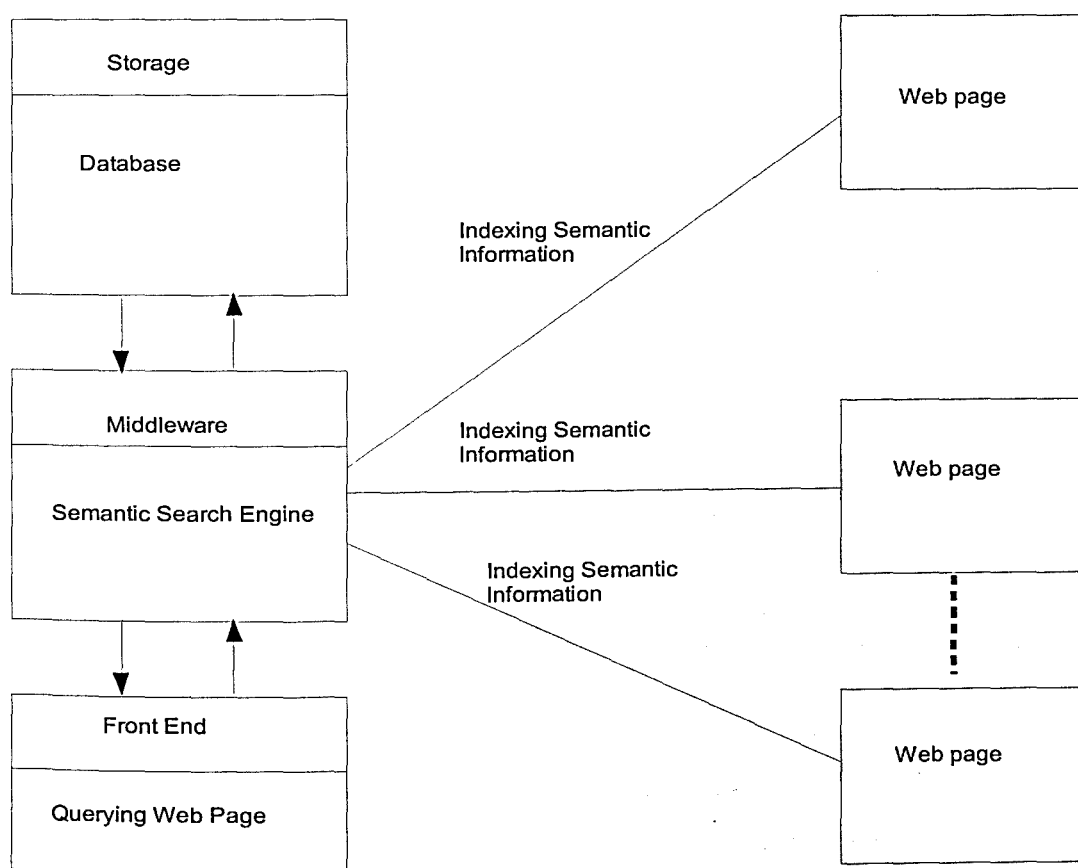 Storage
Database
Web page
Indexing Semantic
Information
Middleware
Semantic Search Engine
Indexing Semantic
Information
Web page
Indexing Semantic
Information
Front End
Querying Web Page
Web page